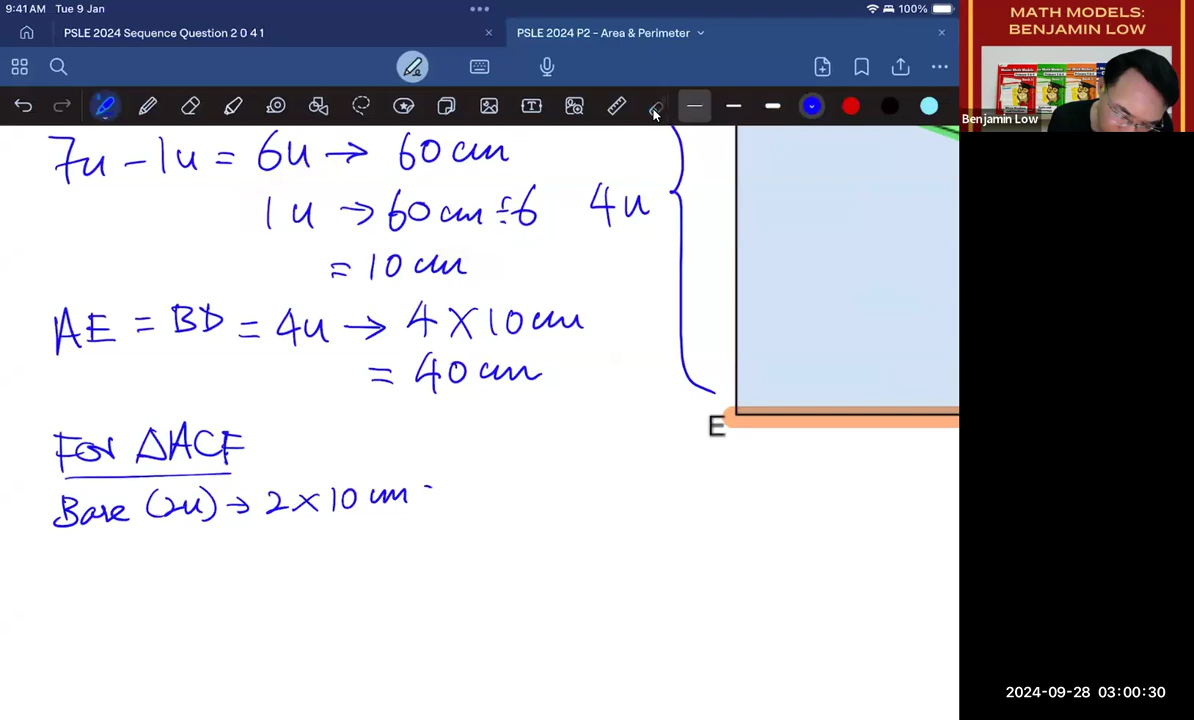 9:41 AM Tue 9 Jan
100%
PSLE 2024 Sequence Question 2 0 4 1
PSLE 2024 P2 - Area & Perimeter
MATH MODELS:
BENJAMIN LOW
Benjamin Low
7u - 1u = 6u → 60 cm
1u → 60 cm ÷ 6
4u
= 10 cm
AE = BD = 4u → 4 × 10 cm
= 40 cm
E
For △ACF
Base (2u) → 2 × 10 cm
2024-09-28 03:00:30